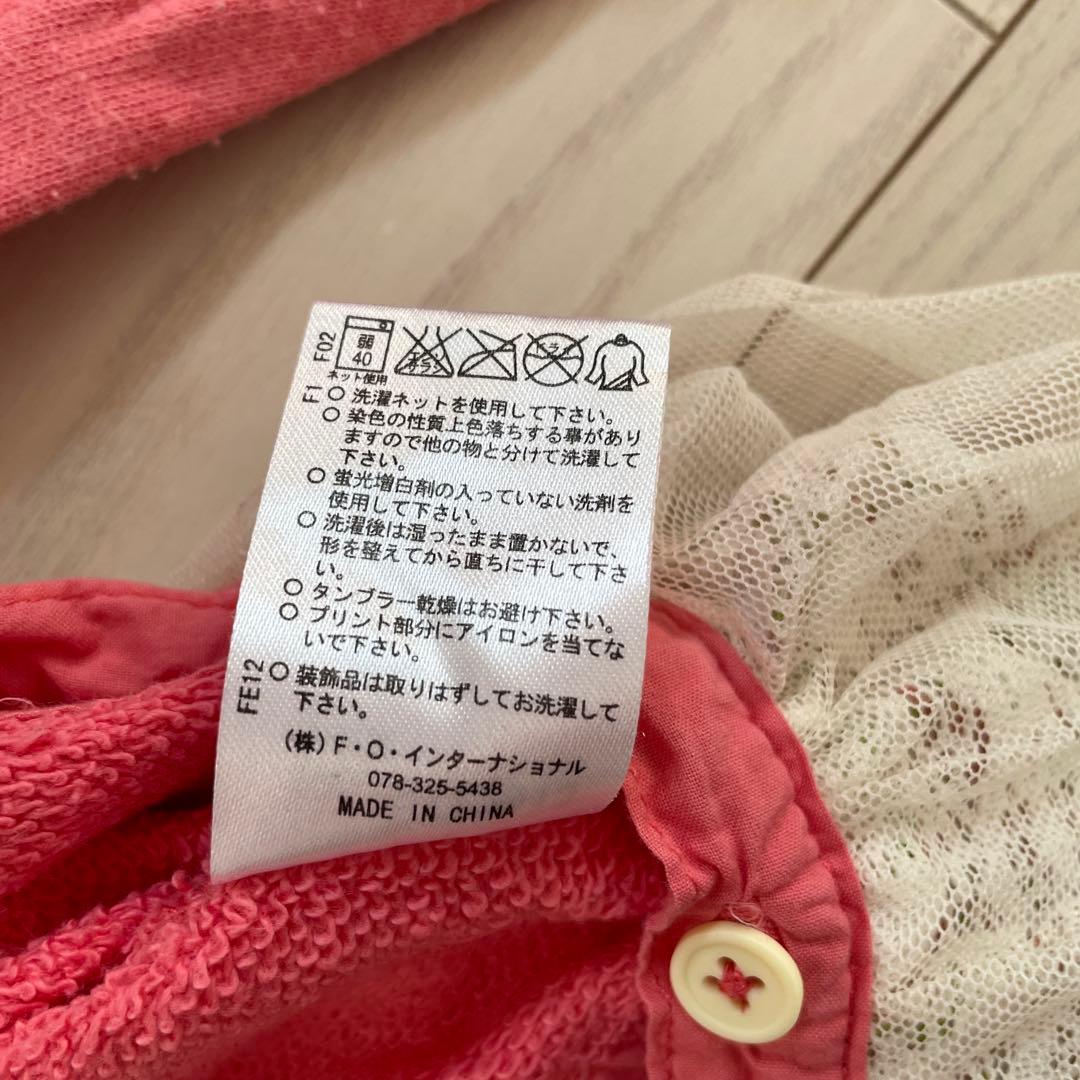 F02
弱
40
エンソ
サラシ
ドライ
ネット使用
F1
○ 洗濯ネットを使用して下さい。
○ 染色の性質上色落ちする事があり
ますので他の物と分けて洗濯して
下さい。
○ 蛍光増白剤の入っていない洗剤を
使用して下さい。
○ 洗濯後は湿ったまま置かないで、
形を整えてから直ちに干して下さ
い。
○ タンブラー乾燥はお避け下さい。
○ プリント部分にアイロンを当てな
いで下さい。
FE12
○ 装飾品は取りはずしてお洗濯して
下さい。
(株)F・O・インターナショナル
078-325-5438
MADE IN CHINA